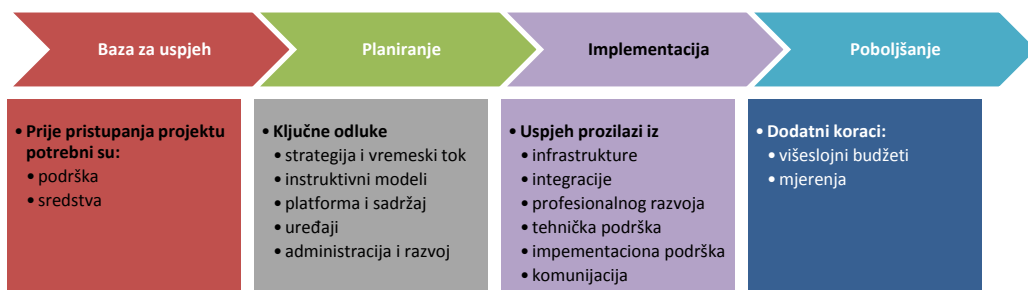 Baza za uspjeh
Planiranje
Implementacija
Poboljšanje
• Prije pristupanja projektu
potrebni su:
• podrška
• sredstva
• Ključne odluke
• strategija i vremeski tok
• instruktivni modeli
• platforma i sadržaj
• uređaji
• administracija i razvoj
• Uspjeh prozilazi iz
• infrastrukture
• integracije
• profesionalnog razvoja
• tehnička podrška
• impementaciona podrška
• komunijacija
• Dodatni koraci:
• višeslojni budžeti
• mjerenja